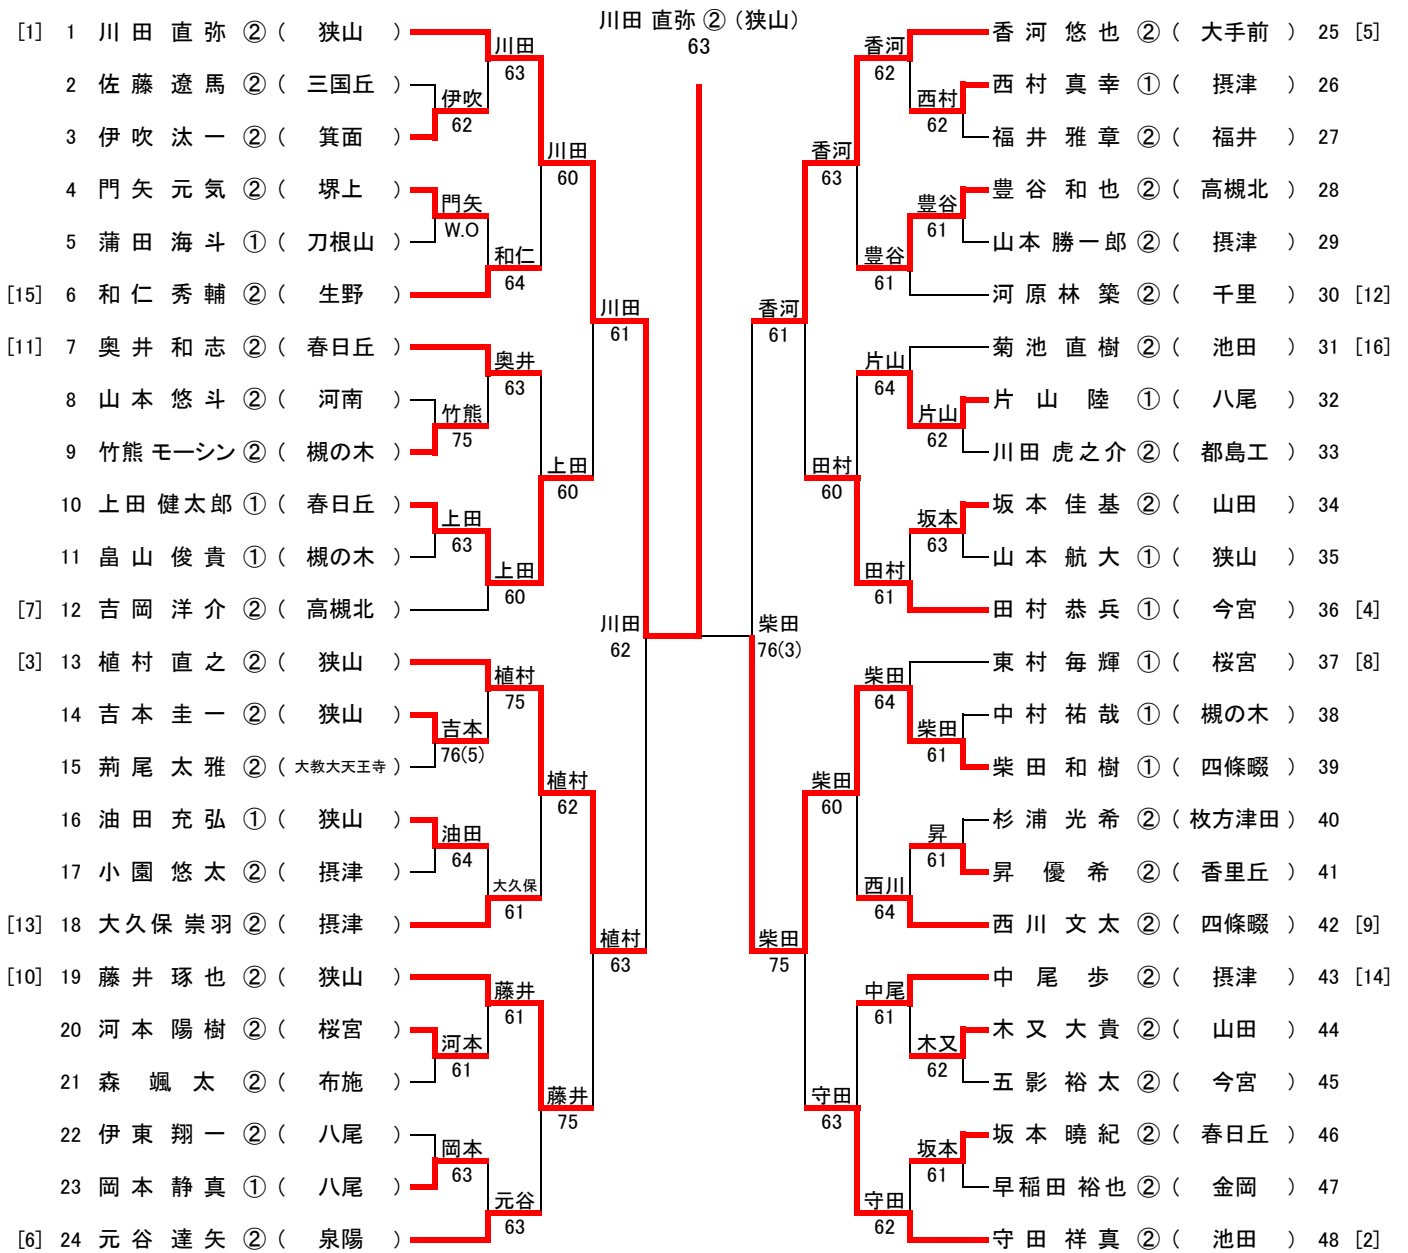 川田 直弥 ② (狭山)
63
[1] 1 川田 直弥 ② ( 狭山 )
2 佐藤 遼馬 ② ( 三国丘 )
3 伊吹 汰一 ② ( 箕面 )
4 門矢 元気 ② ( 堺上 )
5 蒲田 海斗 ① ( 刀根山 )
[15] 6 和仁 秀輔 ② ( 生野 )
[11] 7 奥井 和志 ② ( 春日丘 )
8 山本 悠斗 ② ( 河南 )
9 竹熊 モーシン ② ( 槻の木 )
10 上田 健太郎 ① ( 春日丘 )
11 畠山 俊貴 ① ( 槻の木 )
[7] 12 吉岡 洋介 ② ( 高槻北 )
[3] 13 植村 直之 ② ( 狭山 )
14 吉本 圭一 ② ( 狭山 )
15 荊尾 太雅 ② ( 大教大天王寺 )
16 油田 充弘 ① ( 狭山 )
17 小園 悠太 ② ( 摂津 )
[13] 18 大久保 崇羽 ② ( 摂津 )
[10] 19 藤井 琢也 ② ( 狭山 )
20 河本 陽樹 ② ( 桜宮 )
21 森 颯太 ② ( 布施 )
22 伊東 翔一 ② ( 八尾 )
23 岡本 静真 ① ( 八尾 )
[6] 24 元谷 達矢 ② ( 泉陽 )
伊吹
62
門矢
W.O
竹熊
75
上田
63
吉本
76(5)
油田
64
河本
61
岡本
63
川田
63
和仁
64
奥井
63
上田
60
植村
75
大久保
61
藤井
61
元谷
63
川田
60
上田
60
植村
62
藤井
75
川田
61
植村
63
川田
62
柴田
76(3)
香河
61
柴田
75
香河
63
田村
60
柴田
60
守田
63
香河
62
豊谷
61
片山
64
田村
61
柴田
64
西川
64
中尾
61
守田
62
西村
62
豊谷
61
片山
62
坂本
63
柴田
61
昇
61
木又
62
坂本
61
香河 悠也 ② ( 大手前 ) 25 [5]
西村 真幸 ① ( 摂津 ) 26
福井 雅章 ② ( 福井 ) 27
豊谷 和也 ② ( 高槻北 ) 28
山本 勝一郎 ② ( 摂津 ) 29
河原林 築 ② ( 千里 ) 30 [12]
菊池 直樹 ② ( 池田 ) 31 [16]
片山 陸 ① ( 八尾 ) 32
川田 虎之介 ② ( 都島工 ) 33
坂本 佳基 ② ( 山田 ) 34
山本 航大 ① ( 狭山 ) 35
田村 恭兵 ① ( 今宮 ) 36 [4]
東村 毎輝 ① ( 桜宮 ) 37 [8]
中村 祐哉 ① ( 槻の木 ) 38
柴田 和樹 ① ( 四條畷 ) 39
杉浦 光希 ② ( 枚方津田 ) 40
昇 優希 ② ( 香里丘 ) 41
西川 文太 ② ( 四條畷 ) 42 [9]
中尾 歩 ② ( 摂津 ) 43 [14]
木又 大貴 ② ( 山田 ) 44
五影 裕太 ② ( 今宮 ) 45
坂本 暁紀 ② ( 春日丘 ) 46
早稲田 裕也 ② ( 金岡 ) 47
守田 祥真 ② ( 池田 ) 48 [2]